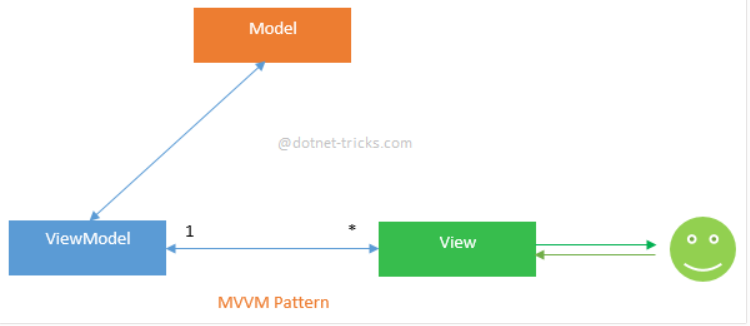 Model
@dotnet-tricks.com
ViewModel
1
*
View
MVVM Pattern